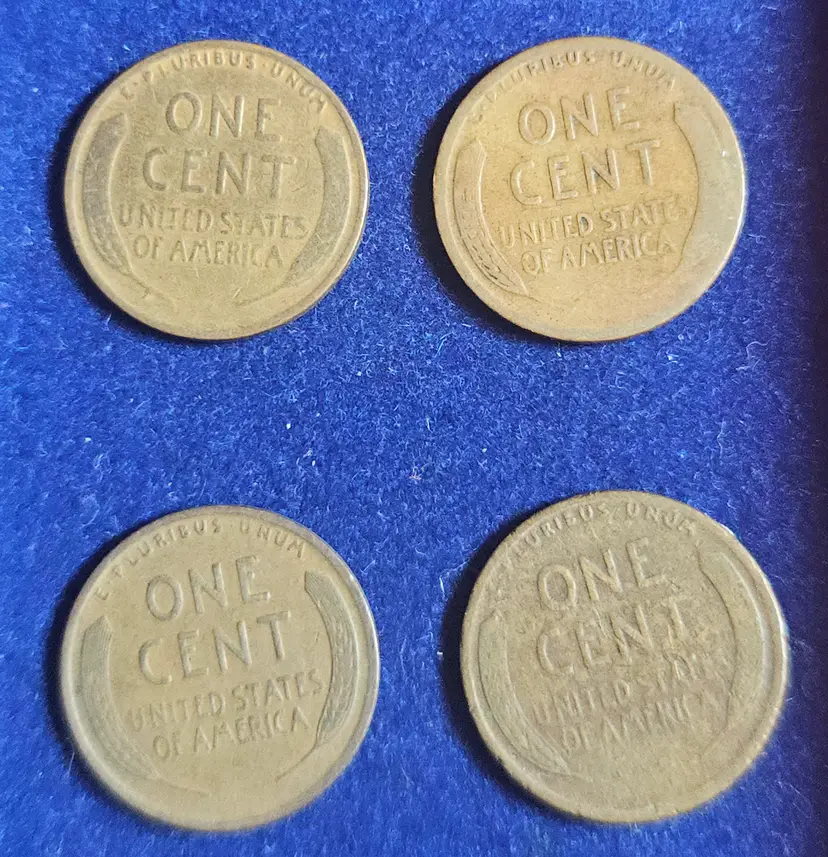 E·PLURIBUS·UNUM
ONE
CENT
UNITED STATES
OF AMERICA
E·PLURIBUS·UNUM
ONE
CENT
UNITED STATES
OF AMERICA
E·PLURIBUS UNUM
ONE
CENT
UNITED STATES
OF AMERICA
E·PLURIBUS UNUM
ONE
CENT
UNITED STATES
OF AMERICA